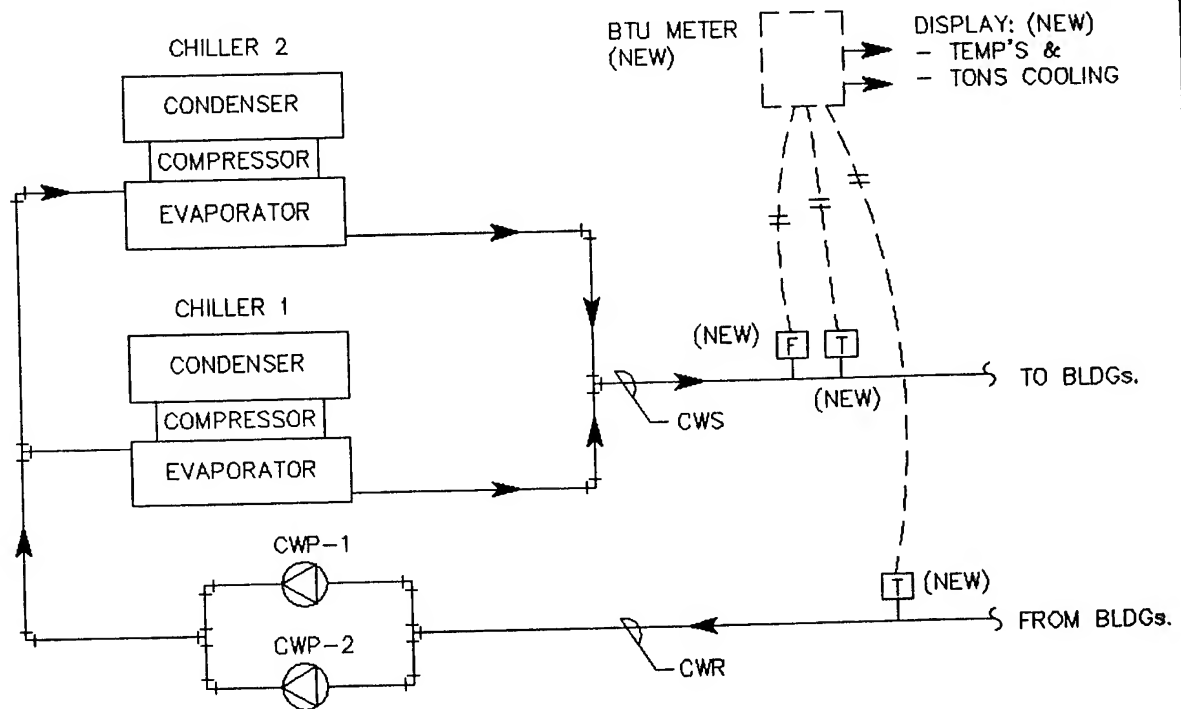 CHILLER 2
CONDENSER
COMPRESSOR
EVAPORATOR
BTU METER
(NEW)
DISPLAY: (NEW)
- TEMP'S &
- TONS COOLING
CHILLER 1
CONDENSER
COMPRESSOR
EVAPORATOR
(NEW)
F
T
(NEW)
TO BLDGs.
CWS
CWP-1
CWP-2
T
(NEW)
FROM BLDGs.
CWR